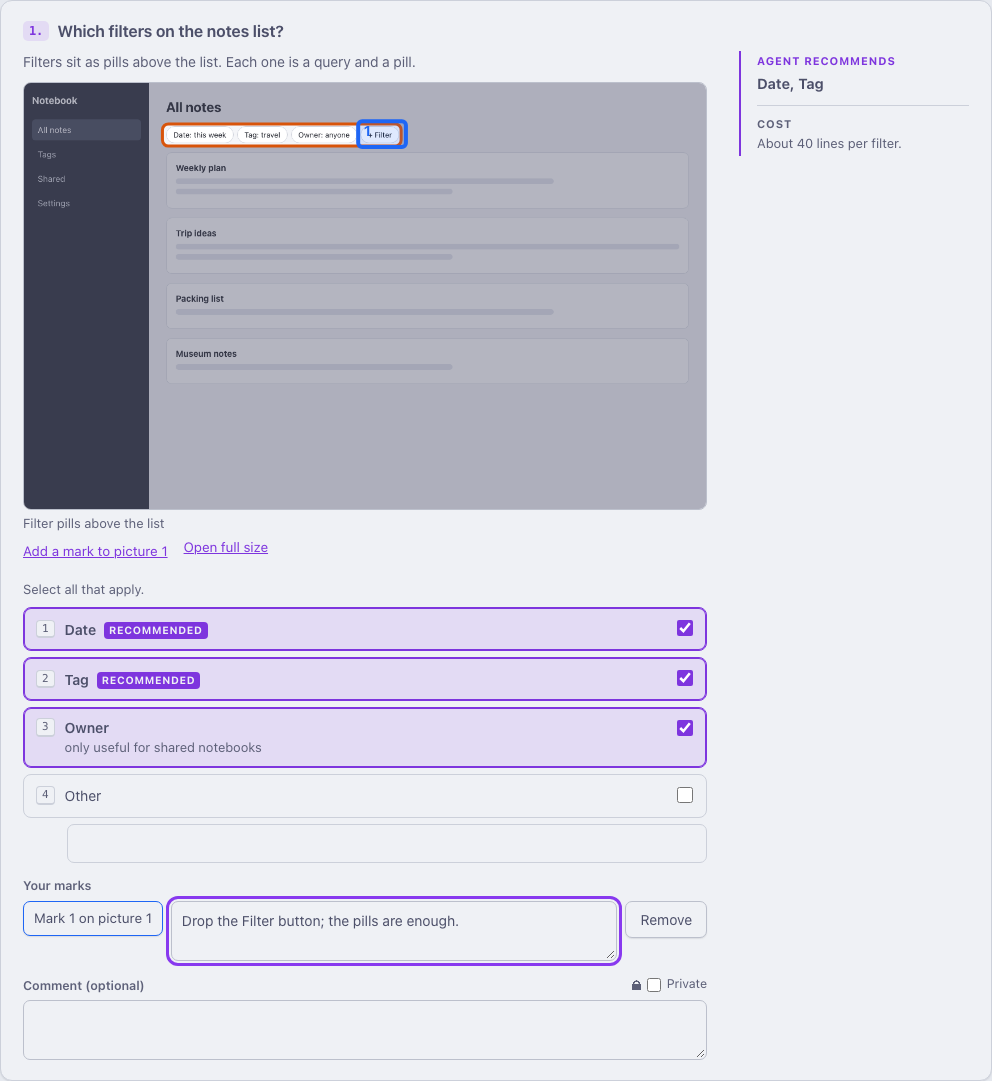 1. Which filters on the notes list?
Filters sit as pills above the list. Each one is a query and a pill.
AGENT RECOMMENDS
Date, Tag
COST
About 40 lines per filter.
Notebook
All notes
Tags
Shared
Settings
All notes
Date: this week Tag: travel Owner: anyone Filter
1
Weekly plan
Trip ideas
Packing list
Museum notes
Filter pills above the list
Add a mark to picture 1 Open full size
Select all that apply.
1 Date RECOMMENDED
2 Tag RECOMMENDED
3 Owner
only useful for shared notebooks
4 Other
Your marks
Mark 1 on picture 1 Drop the Filter button; the pills are enough. Remove
Comment (optional) Private